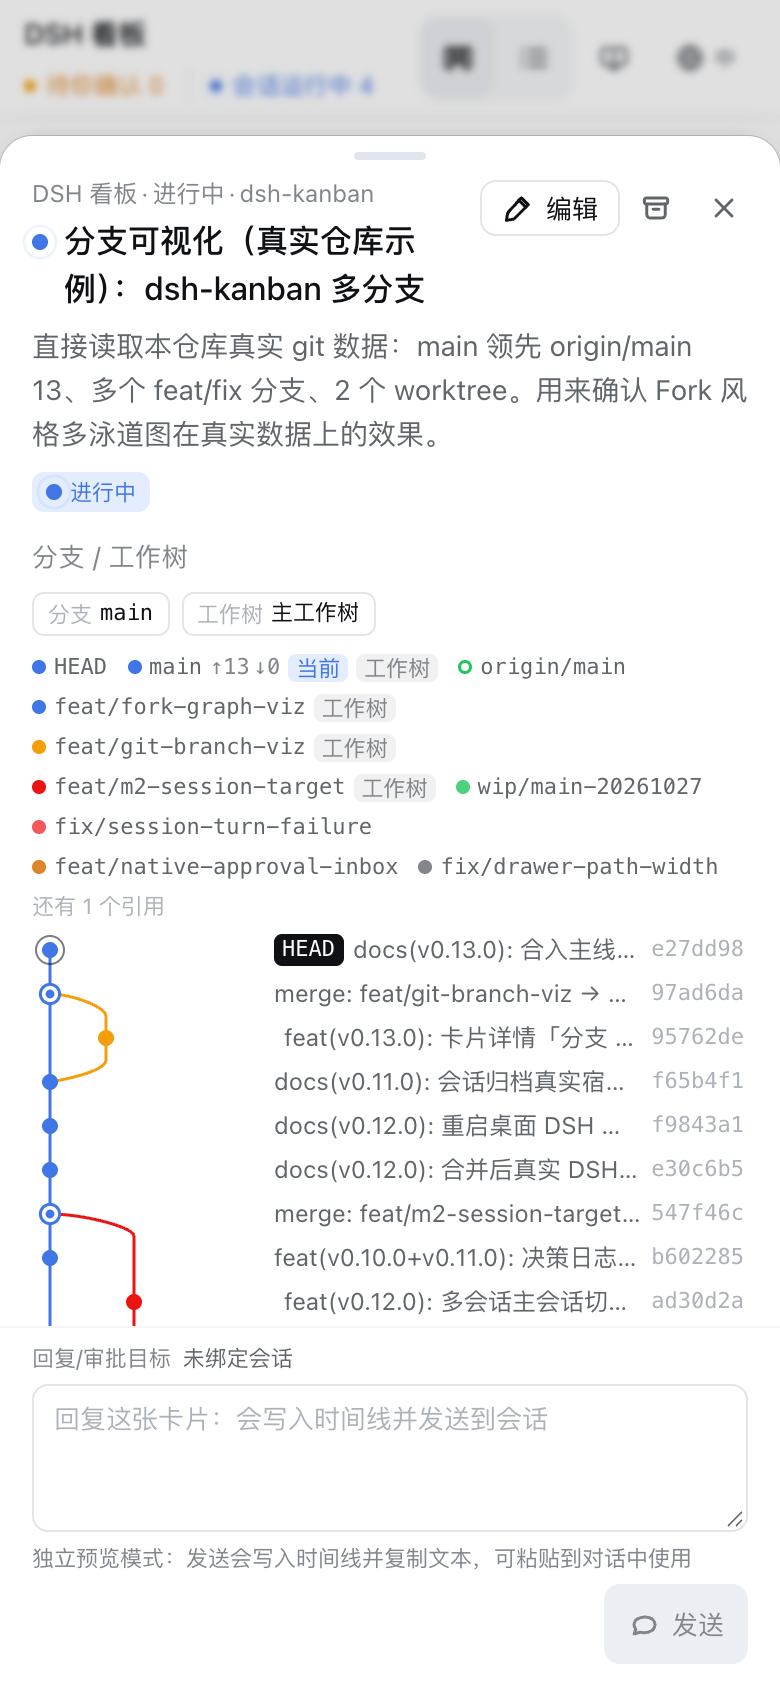 DSH 看板
待你确认 0
会话运行中 4
中
DSH 看板 · 进行中 · dsh-kanban
编辑
分支可视化（真实仓库示
例）：dsh-kanban 多分支
直接读取本仓库真实 git 数据：main 领先 origin/main
13、多个 feat/fix 分支、2 个 worktree。用来确认 Fork 风
格多泳道图在真实数据上的效果。
进行中
分支 / 工作树
分支 main 工作树 主工作树
HEAD main ↑13 ↓0 当前 工作树 origin/main
feat/fork-graph-viz 工作树
feat/git-branch-viz 工作树
feat/m2-session-target 工作树 wip/main-20261027
fix/session-turn-failure
feat/native-approval-inbox fix/drawer-path-width
还有 1 个引用
HEAD docs(v0.13.0): 合入主线... e27dd98
merge: feat/git-branch-viz → ... 97ad6da
feat(v0.13.0): 卡片详情「分支 ... 95762de
docs(v0.11.0): 会话归档真实宿... f65b4f1
docs(v0.12.0): 重启桌面 DSH ... f9843a1
docs(v0.12.0): 合并后真实 DSH... e30c6b5
merge: feat/m2-session-target... 547f46c
feat(v0.10.0+v0.11.0): 决策日志... b602285
feat(v0.12.0): 多会话主会话切... ad30d2a
回复/审批目标 未绑定会话
回复这张卡片：会写入时间线并发送到会话
独立预览模式：发送会写入时间线并复制文本，可粘贴到对话中使用
发送